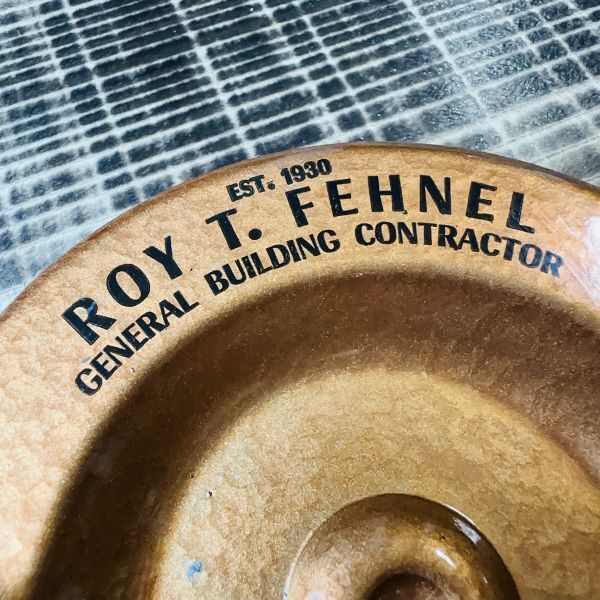 EST. 1930
ROY T. FEHNEL
GENERAL BUILDING CONTRACTOR